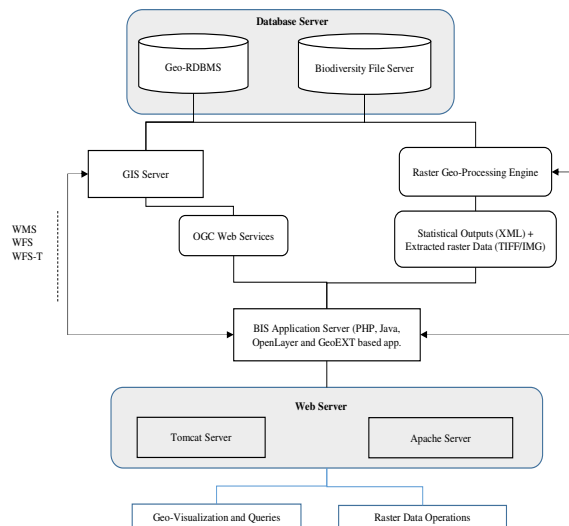 Database Server
Geo-RDBMS
Biodiversity File Server
GIS Server
Raster Geo-Processing Engine
WMS
WFS
WFS-T
OGC Web Services
Statistical Outputs (XML) +
Extracted raster Data (TIFF/IMG)
BIS Application Server (PHP, Java,
OpenLayer and GeoEXT based app.
Web Server
Tomcat Server
Apache Server
Geo-Visualization and Queries
Raster Data Operations